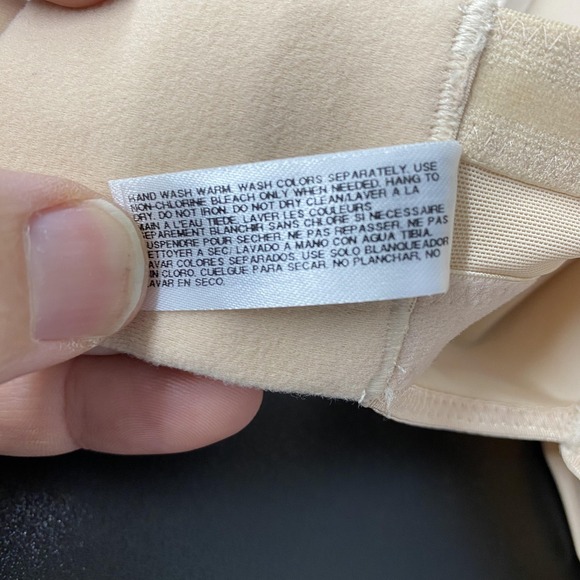 HAND WASH WARM. WASH COLORS SEPARATELY. USE
NON-CHLORINE BLEACH ONLY WHEN NEEDED. HANG TO
DRY. DO NOT IRON. DO NOT DRY CLEAN/LAVER A LA
MAIN A L'EAU TIEDE. LAVER LES COULEURS
SEPAREMENT BLANCHIR SANS CHLORE SI NECESSAIRE
SUSPENDRE POUR SECHER. NE PAS REPASSER. NE PAS
NETTOYER A SEC/ LAVADO A MANO CON AGUA TEBIA.
LAVAR COLORES SEPARADOS. USE SOLO BLANQUEADOR
SIN CLORO. CUELGUE PARA SECAR. NO PLANCHAR, NO
LAVAR EN SECO.